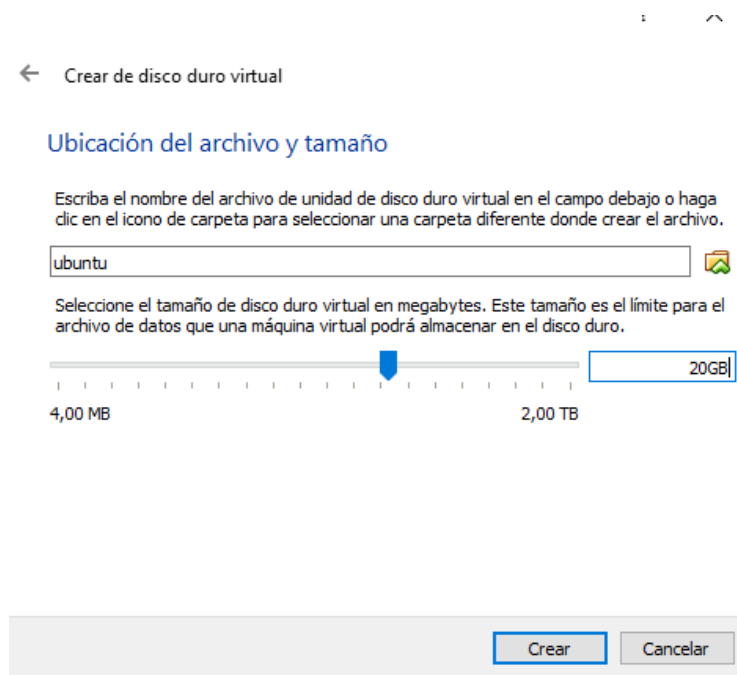 Crear de disco duro virtual
Ubicación del archivo y tamaño
Escriba el nombre del archivo de unidad de disco duro virtual en el campo debajo o haga
clic en el icono de carpeta para seleccionar una carpeta diferente donde crear el archivo.
ubuntu
Seleccione el tamaño de disco duro virtual en megabytes. Este tamaño es el límite para el
archivo de datos que una máquina virtual podrá almacenar en el disco duro.
20GB
4,00 MB
2,00 TB
Crear
Cancelar